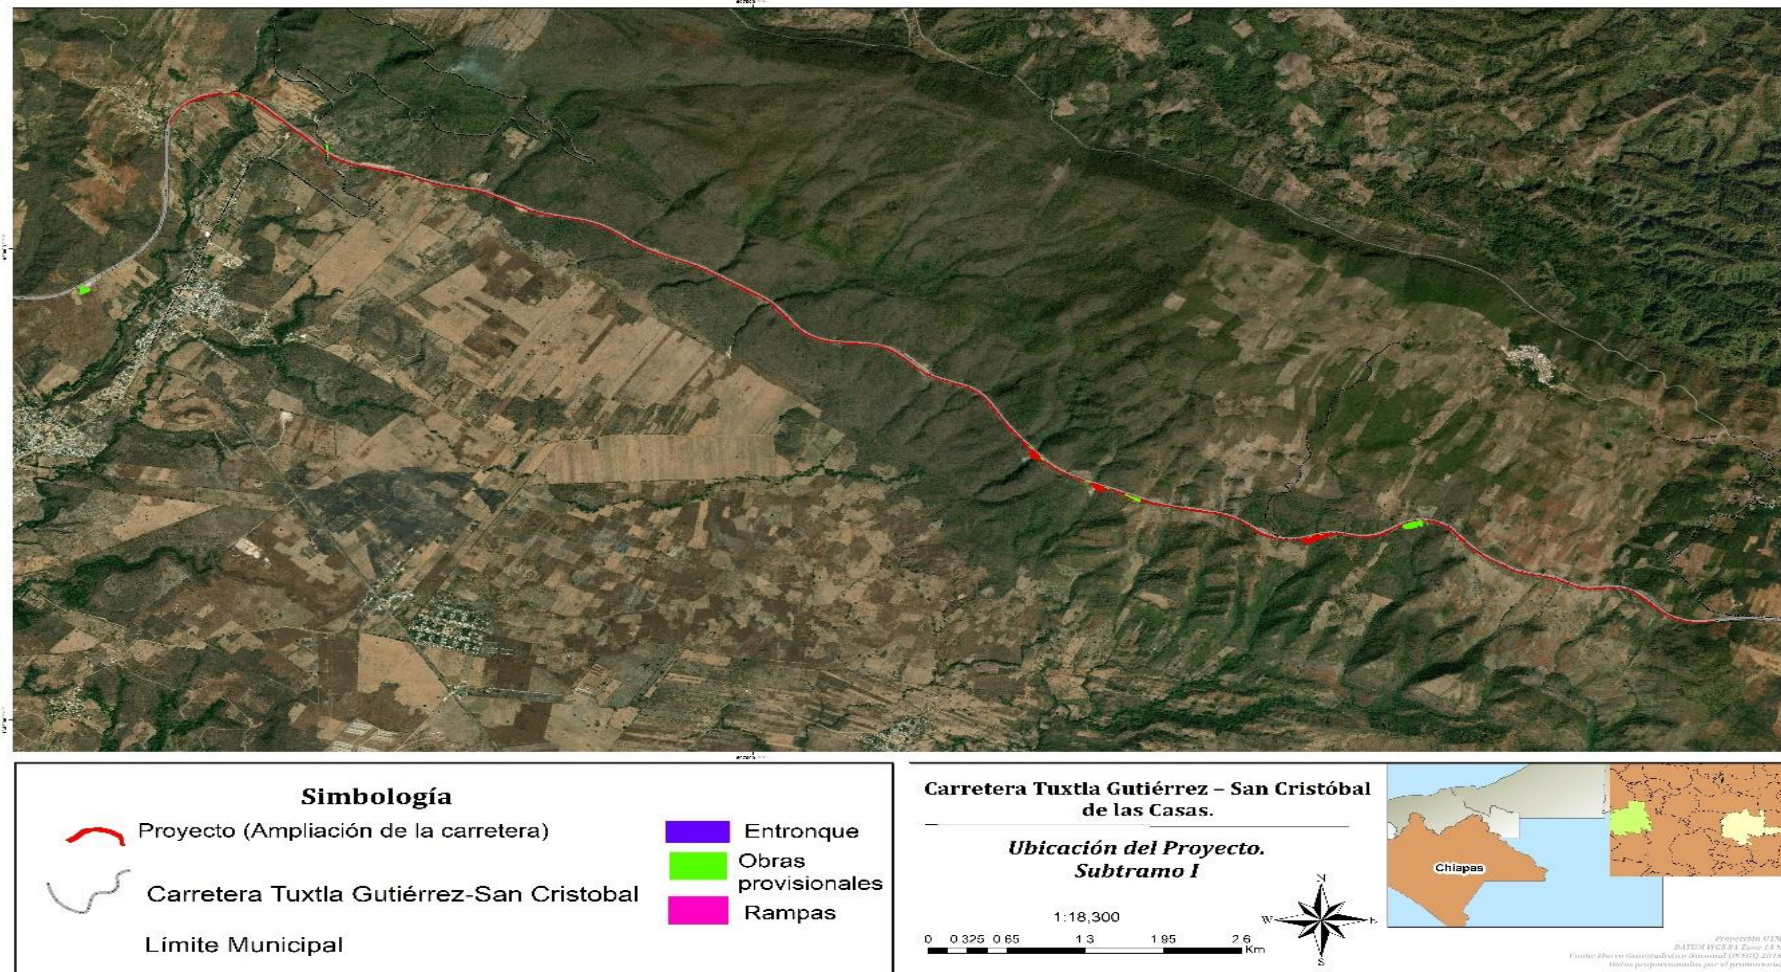 Simbología
Proyecto (Ampliación de la carretera)
Carretera Tuxtla Gutiérrez-San Cristobal
Límite Municipal
Entronque
Obras
provisionales
Rampas
Carretera Tuxtla Gutiérrez – San Cristóbal
de las Casas.
Ubicación del Proyecto.
Subtramo I
1:18,300
0 0.325 0.65 1.3 1.95 2.6
Km
N
W E
S
Chiapas
Proyección UTM